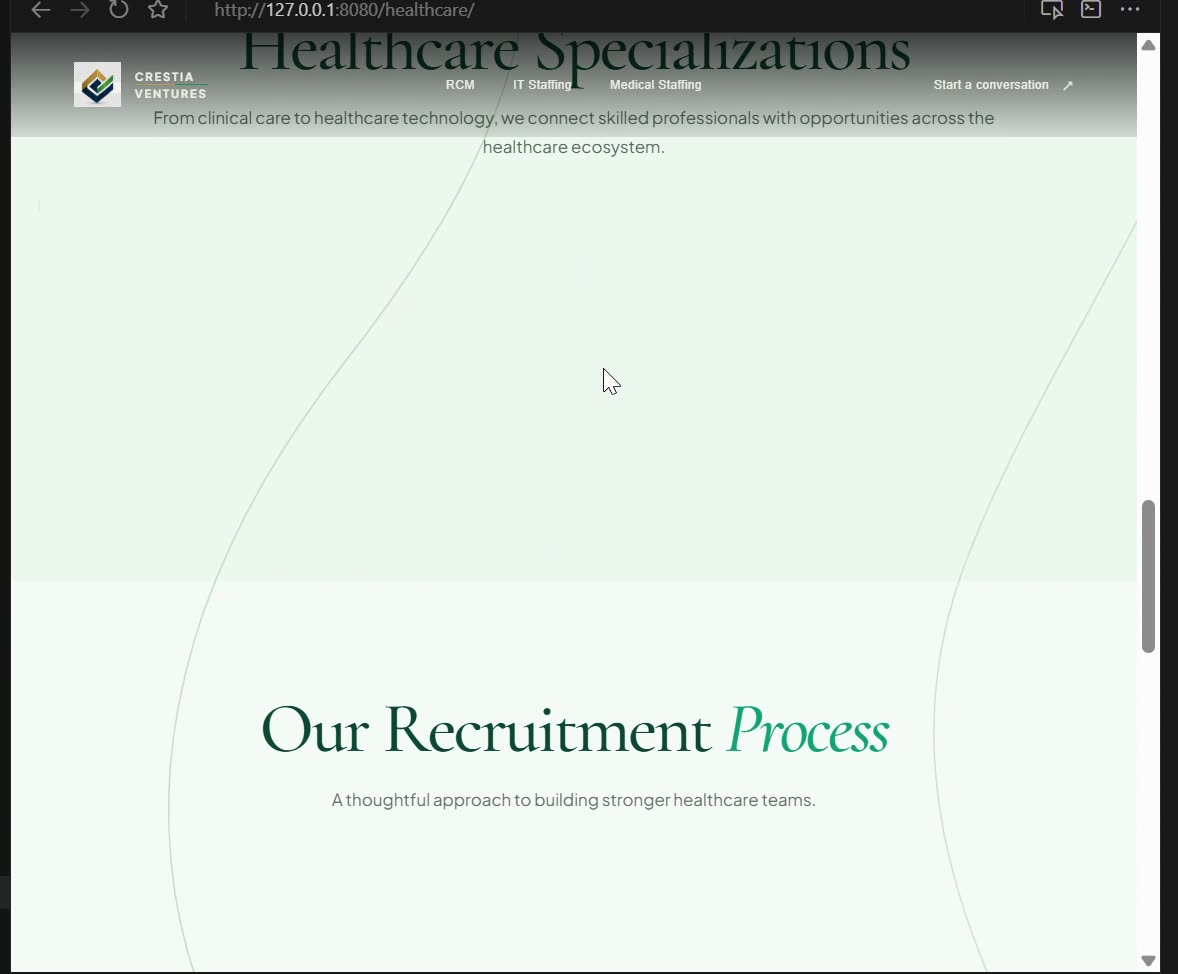 http://127.0.0.1:8080/healthcare/
Healthcare Specializations
CRESTIA
VENTURES
RCM
IT Staffing
Medical Staffing
Start a conversation ↗
From clinical care to healthcare technology, we connect skilled professionals with opportunities across the
healthcare ecosystem.
Our Recruitment Process
A thoughtful approach to building stronger healthcare teams.